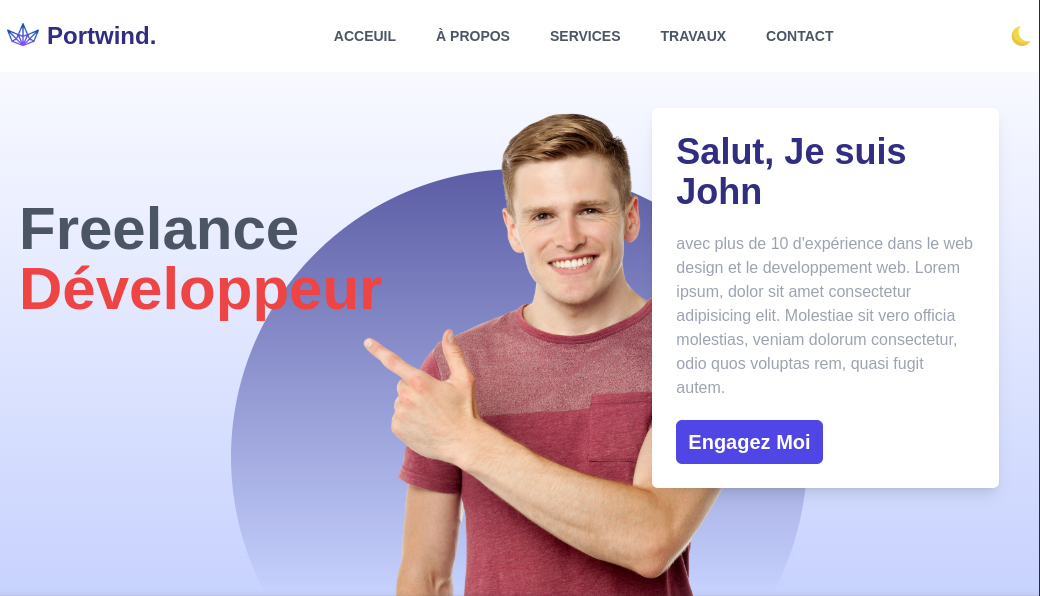 Portwind.
ACCEUIL
À PROPOS
SERVICES
TRAVAUX
CONTACT
Freelance
Développeur
Salut, Je suis
John
avec plus de 10 d'expérience dans le web
design et le developpement web. Lorem
ipsum, dolor sit amet consectetur
adipisicing elit. Molestiae sit vero officia
molestias, veniam dolorum consectetur,
odio quos voluptas rem, quasi fugit
autem.
Engagez Moi